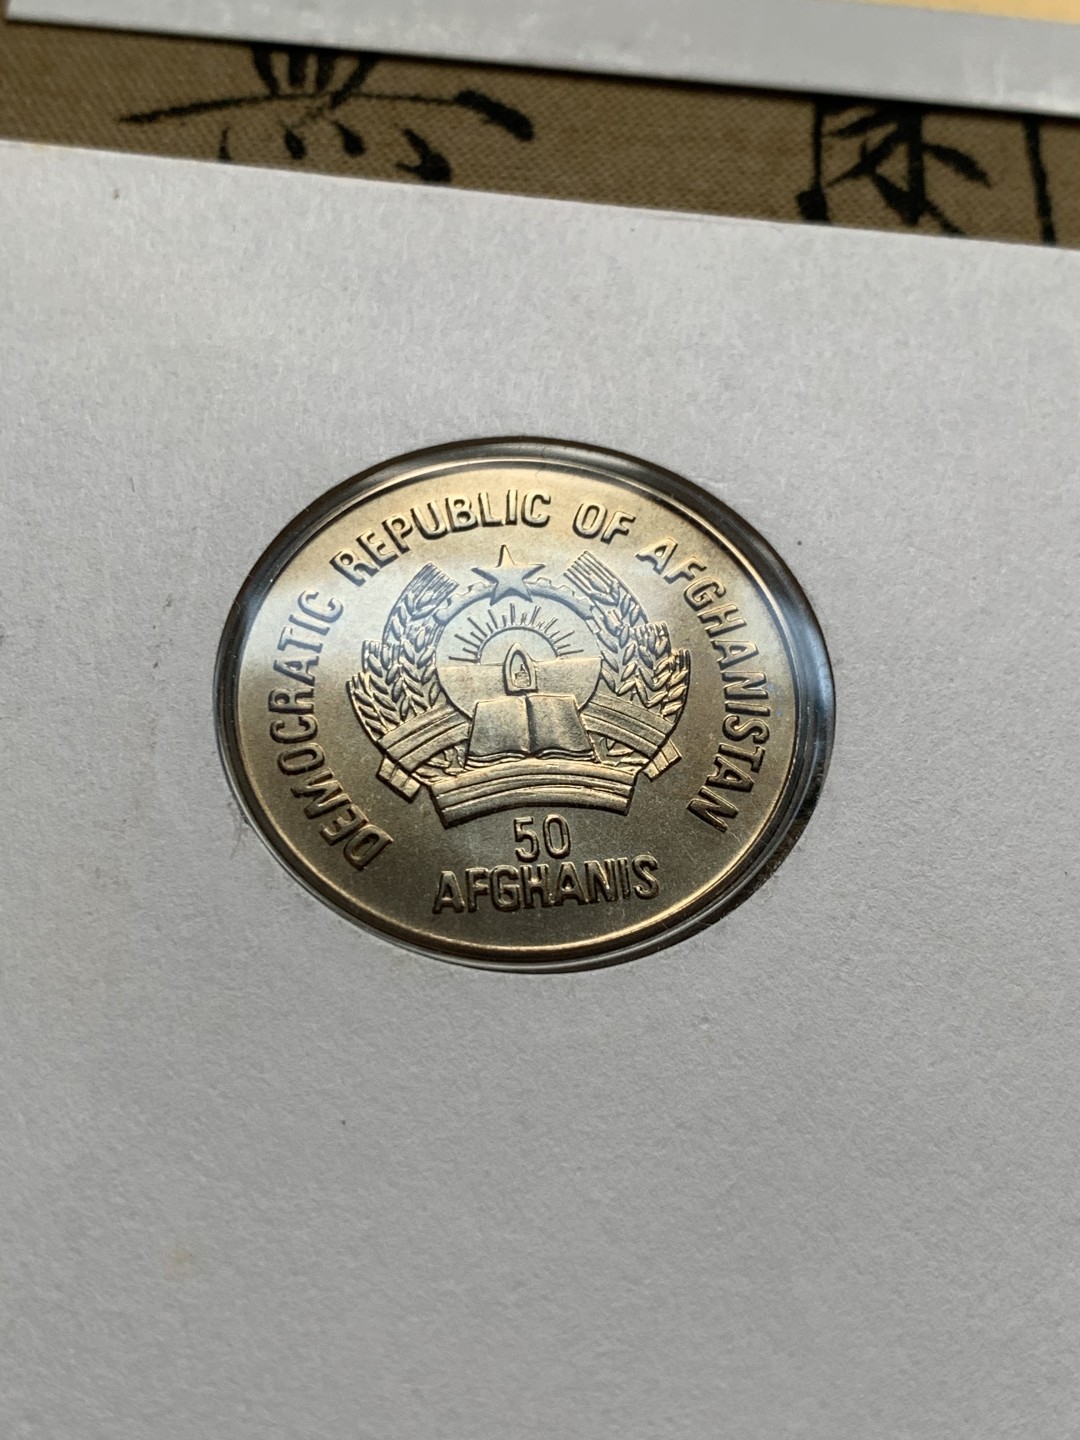 DEMOCRATIC REPUBLIC OF AFGHANISTAN
50
AFGHANIS